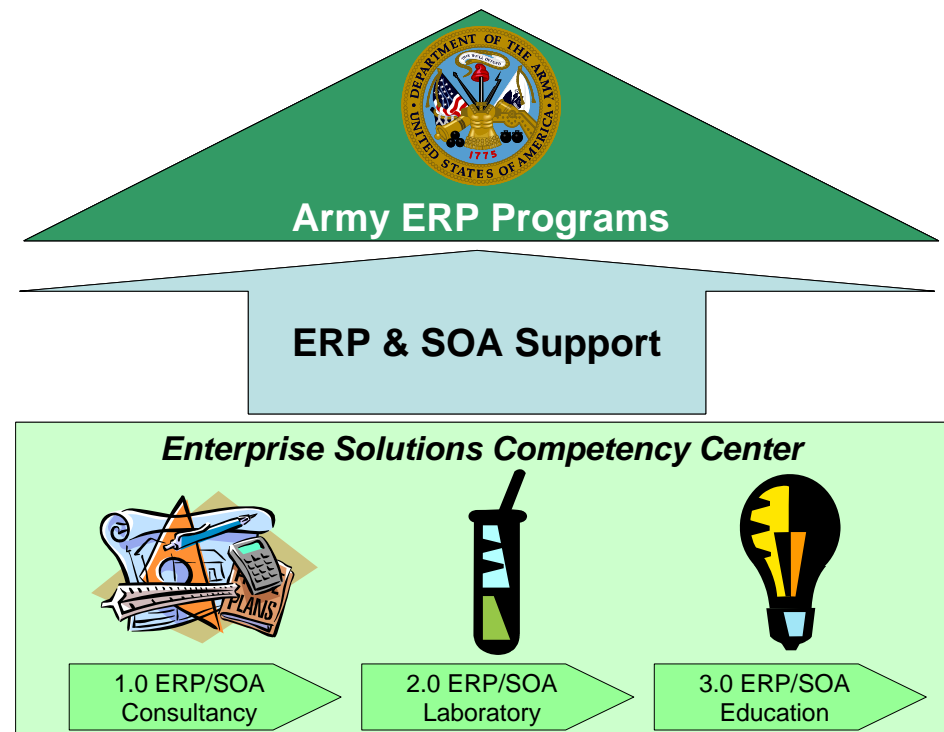 DEPARTMENT OF THE ARMY
UNITED STATES OF AMERICA
1775
Army ERP Programs
ERP & SOA Support
Enterprise Solutions Competency Center
PLANS
1.0 ERP/SOA
Consultancy
2.0 ERP/SOA
Laboratory
3.0 ERP/SOA
Education